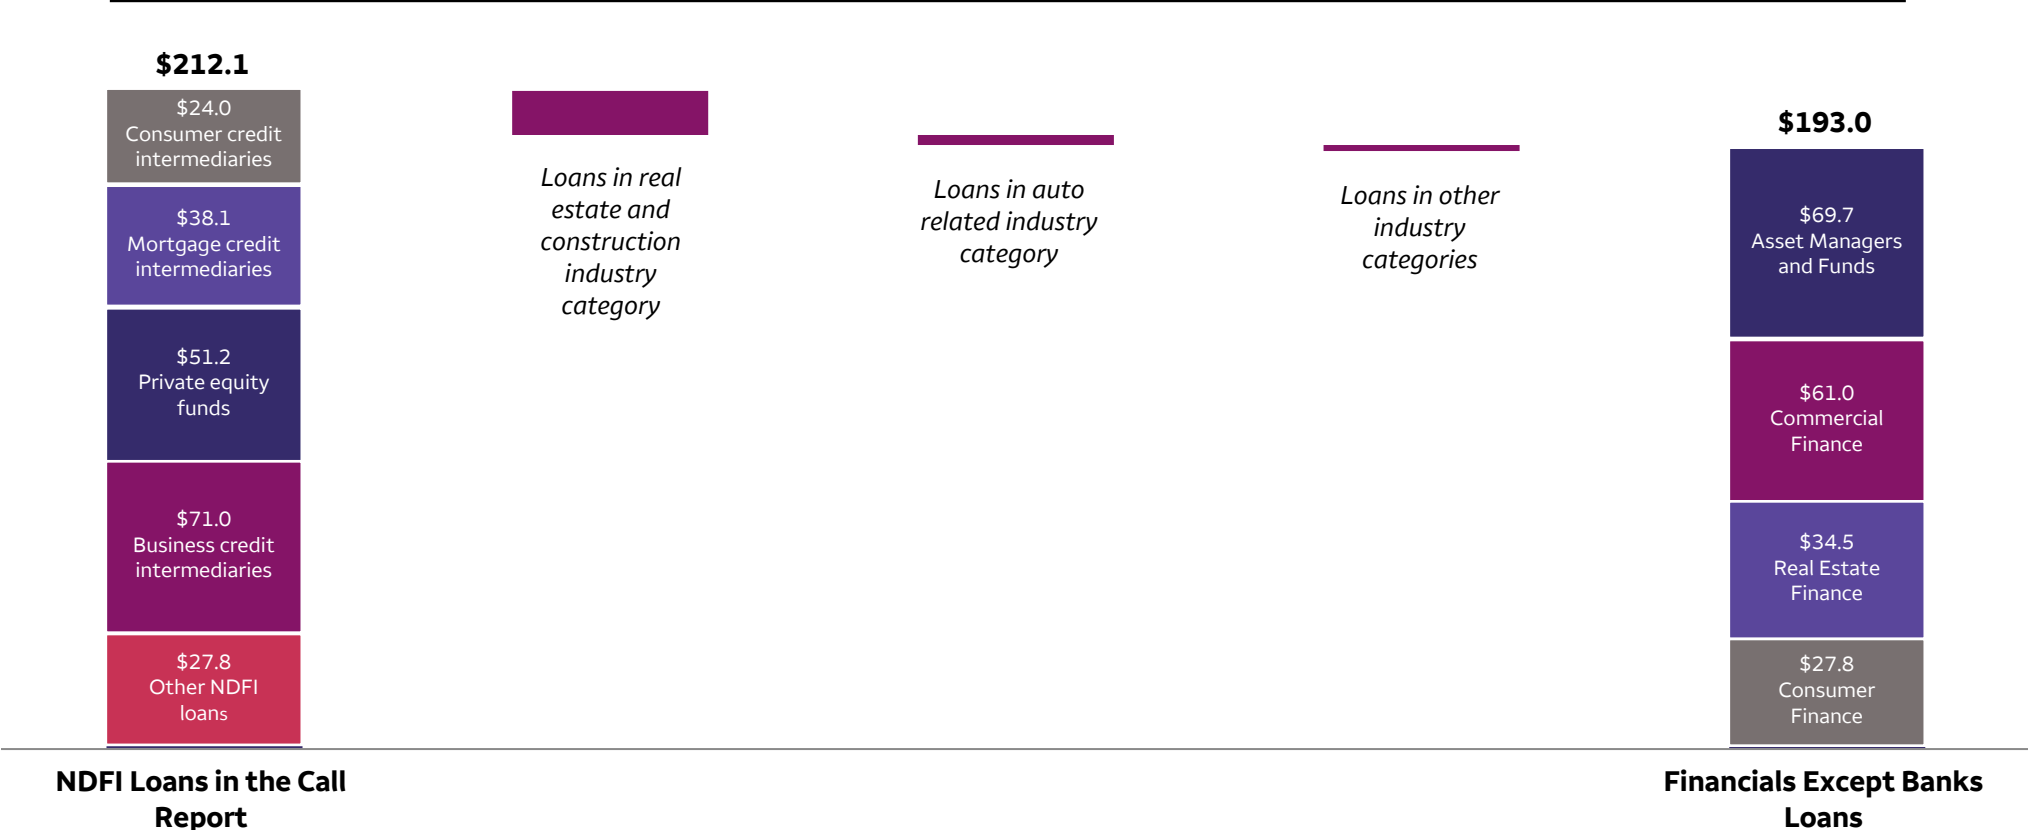 $212.1
$24.0
Consumer credit
intermediaries
$38.1
Mortgage credit
intermediaries
$51.2
Private equity
funds
$71.0
Business credit
intermediaries
$27.8
Other NDFI
loans
NDFI Loans in the Call
Report
Loans in real
estate and
construction
industry
category
Loans in auto
related industry
category
Loans in other
industry
categories
$193.0
$69.7
Asset Managers
and Funds
$61.0
Commercial
Finance
$34.5
Real Estate
Finance
$27.8
Consumer
Finance
Financials Except Banks
Loans